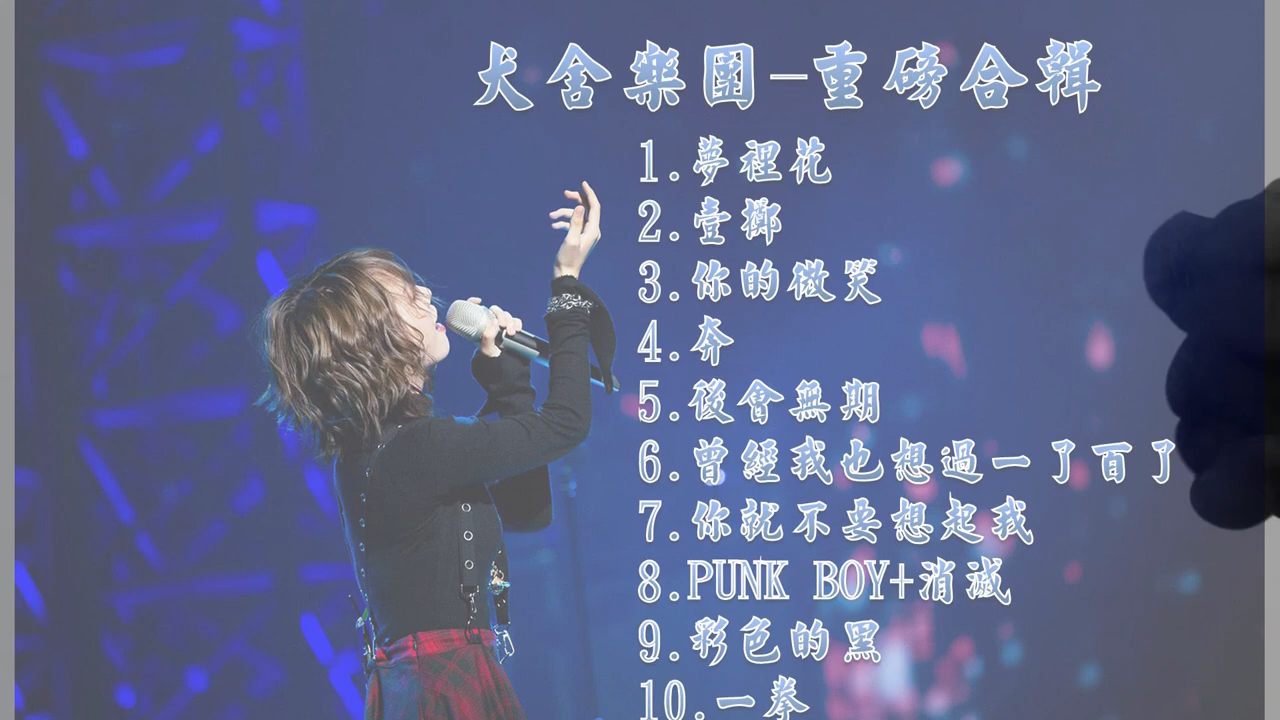 犬舍樂團-重磅合輯
1.夢裡花
2.壹擲
3.你的微笑
4.奔
5.後會無期
6.曾經我也想過一了百了
7.你就不要想起我
8.PUNK BOY+消滅
9.彩色的黑
10.一拳